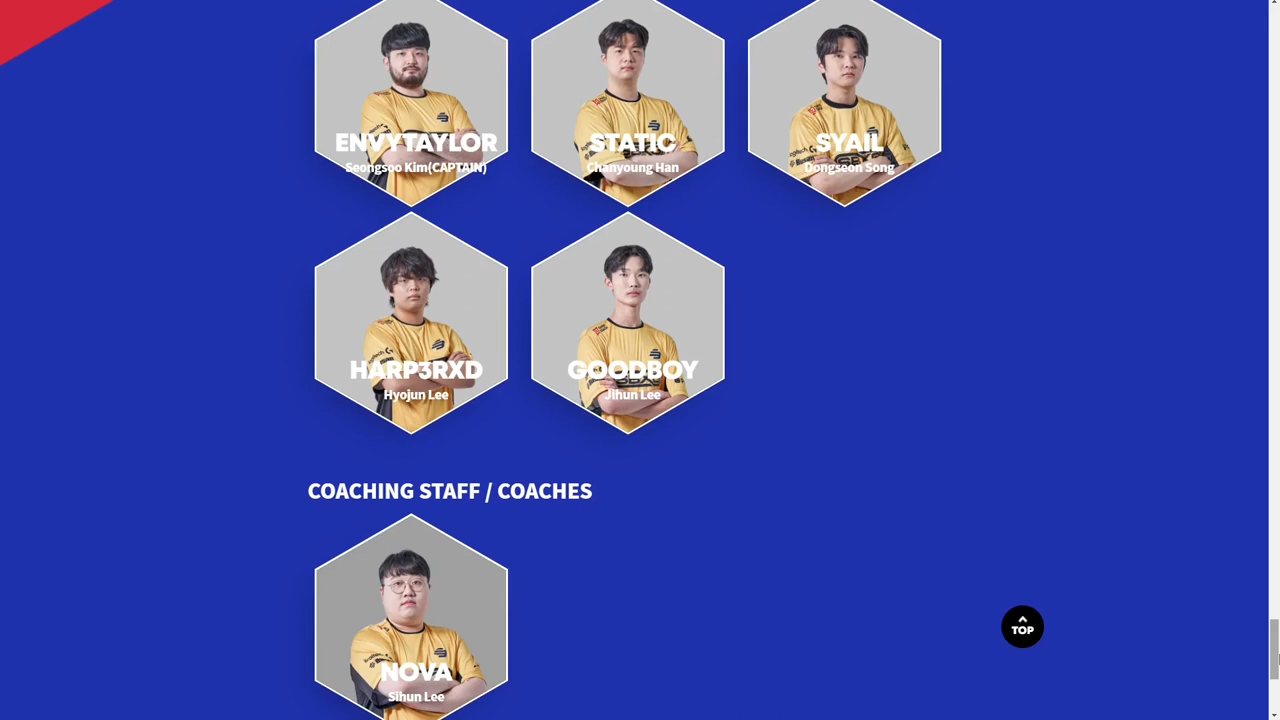 ENVYTAYLOR
Seongsoo Kim(CAPTAIN)
STATIC
Chanyoung Han
SYAIL
Dongseon Song
HARP3RXD
Hyojun Lee
GOODBOY
Jihun Lee
COACHING STAFF / COACHES
NOVA
Sihun Lee
TOP